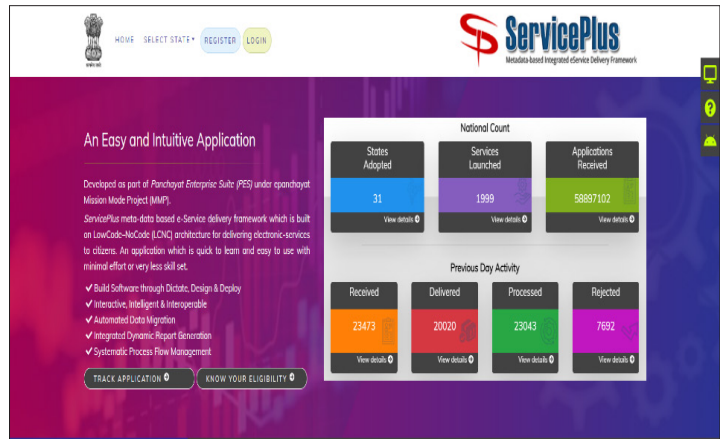 HOME SELECT STATE REGISTER LOGIN
ServicePlus
Metadata-based Integrated eService Delivery Framework
An Easy and Intuitive Application
Developed as part of Panchayat Enterprise Suite (PES) under epanchayat
Mission Mode Project (MMP).
ServicePlus meta-data based e-Service delivery framework which is built
on LowCode-NoCode (LCNC) architecture for delivering electronic-services
to citizens. An application which is quick to learn and easy to use with
minimal effort or very less skill set.
✔ Build Software through Dictate, Design & Deploy
✔ Interactive, Intelligent & Interoperable
✔ Automated Data Migration
✔ Integrated Dynamic Report Generation
✔ Systematic Process Flow Management
TRACK APPLICATION KNOW YOUR ELIGIBILITY
National Count
States
Adopted
31
View details
Services
Launched
1999
View details
Applications
Received
58897102
View details
Previous Day Activity
Received
23473
View details
Delivered
20020
View details
Processed
23043
View details
Rejected
7692
View details